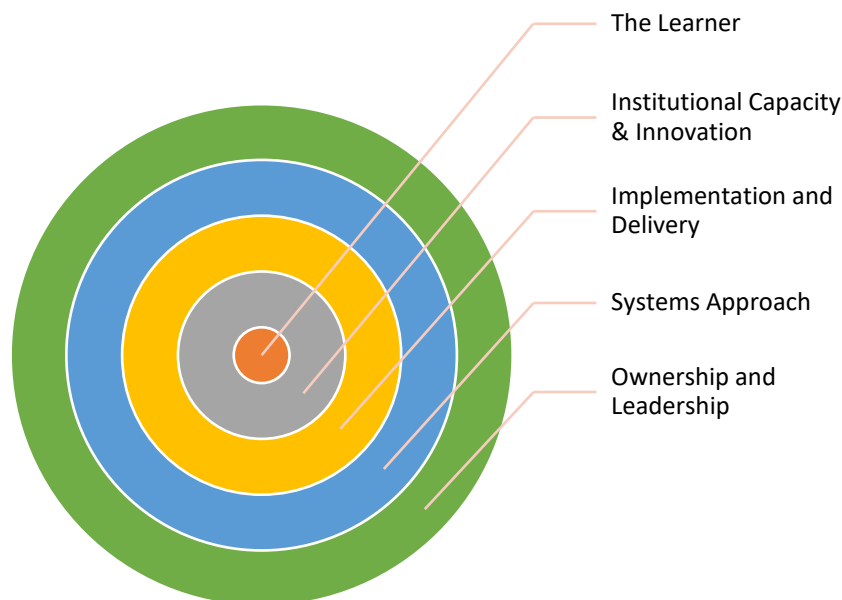 The Learner
Institutional Capacity
& Innovation
Implementation and
Delivery
Systems Approach
Ownership and
Leadership